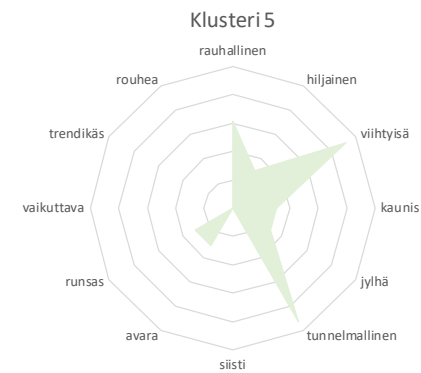 Klusteri 5
rauhallinen
hiljainen
viihtyisä
kaunis
jylhä
tunnelmallinen
siisti
avara
runsas
vaikuttava
trendikäs
rouhea